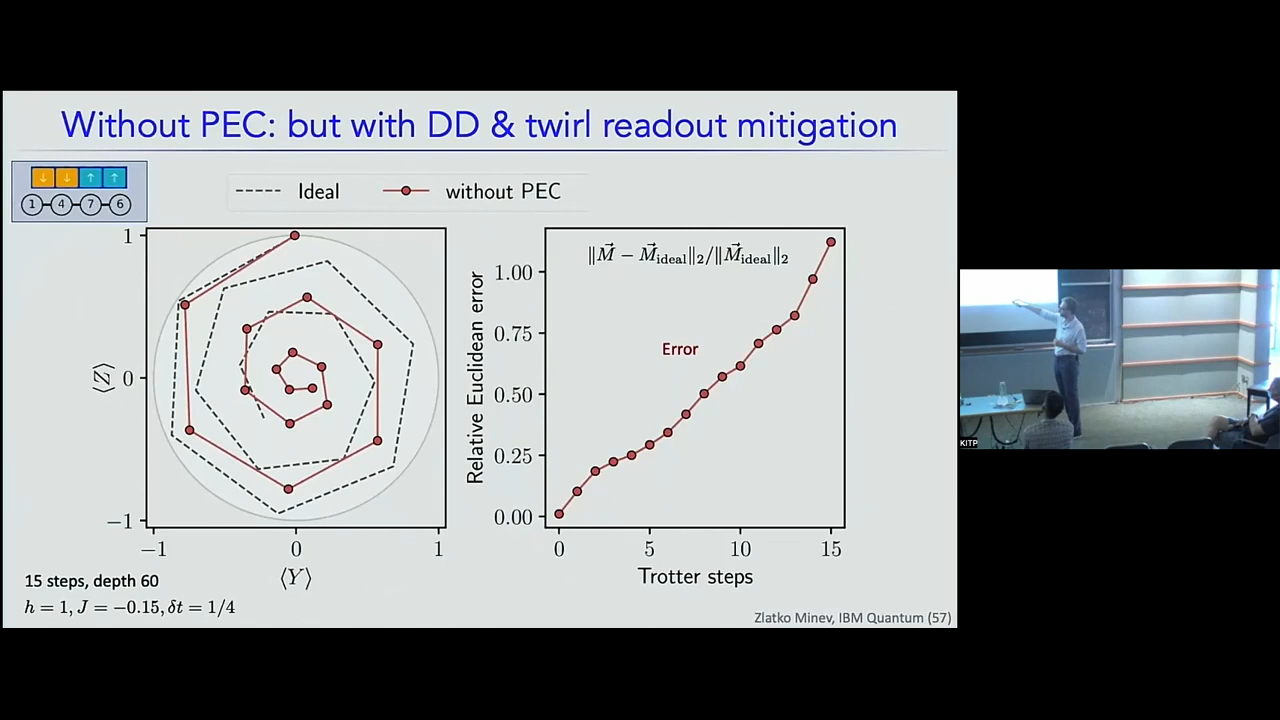 Without PEC: but with DD & twirl readout mitigation
↓ ↓ ↑ ↑
1 4 7 6
Ideal without PEC
1
0
−1
⟨Z⟩
−1 0 1
⟨Y⟩
‖M⃗ − M⃗ideal‖₂/‖M⃗ideal‖₂
Error
Relative Euclidean error
1.00
0.75
0.50
0.25
0.00
0 5 10 15
Trotter steps
15 steps, depth 60
h = 1, J = −0.15, δt = 1/4
Zlatko Minev, IBM Quantum (57)
KITP